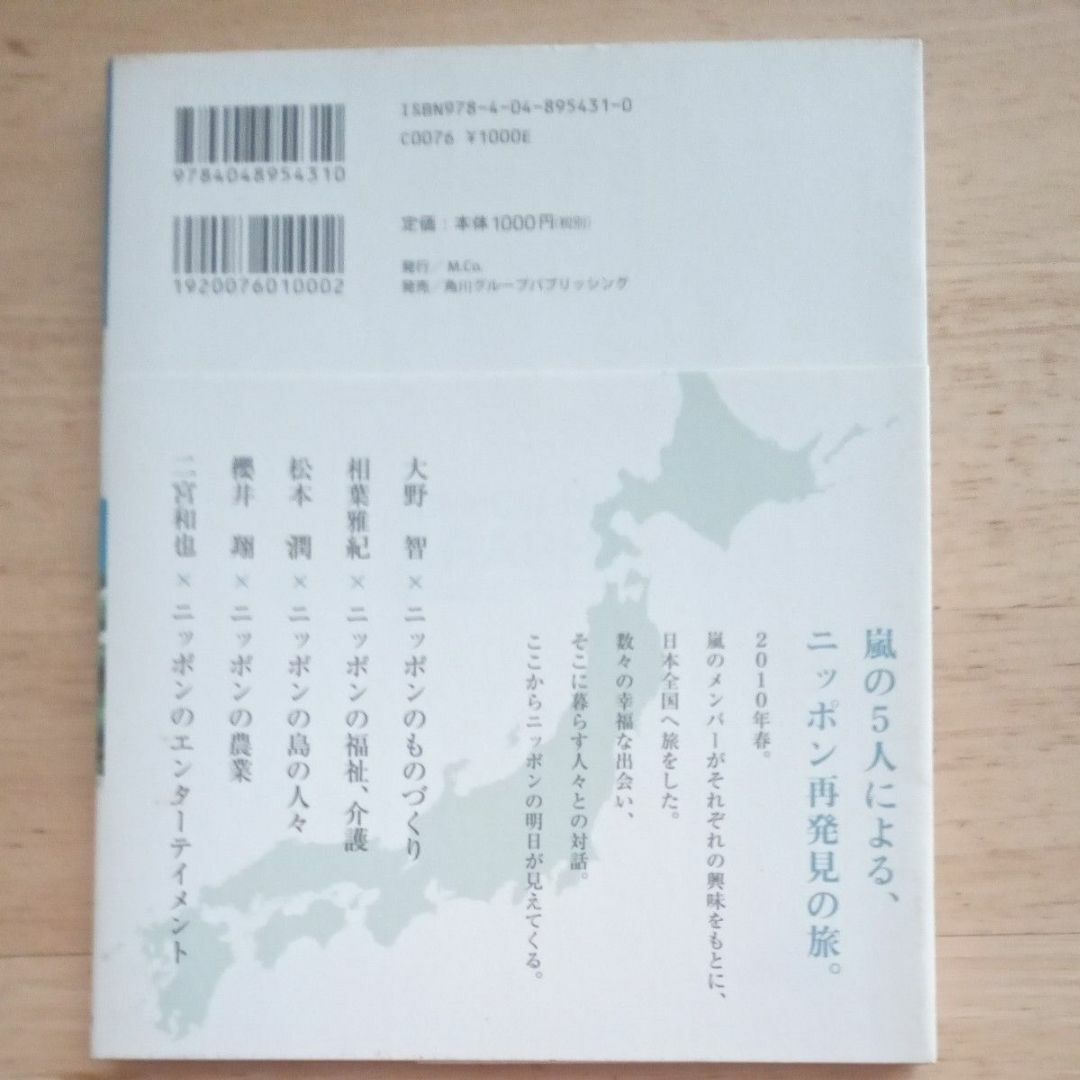 ISBN978-4-04-895431-0
C0076 ¥1000E
9784048954310
定価：本体1000円(税別)
1920076010002
発行／M.Co.
発売／角川グループパブリッシング
嵐の5人による、
ニッポン再発見の旅。
2010年春。
嵐のメンバーがそれぞれの興味をもとに、
日本全国へ旅をした。
数々の幸福な出会い、
そこに暮らす人々との対話。
ここからニッポンの明日が見えてくる。
大野 智×ニッポンのものづくり
相葉雅紀×ニッポンの福祉、介護
松本 潤×ニッポンの島の人々
櫻井 翔×ニッポンの農業
二宮和也×ニッポンのエンターテイメント